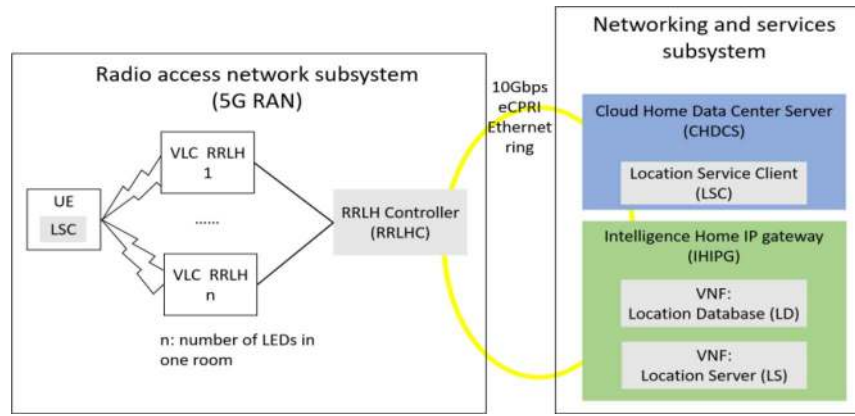 Radio access network subsystem
(5G RAN)
VLC RRLH
1
UE
LSC
......
VLC RRLH
n
n: number of LEDs in
one room
RRLH Controller
(RRLHC)
10Gbps
eCPRI
Ethernet
ring
Networking and services
subsystem
Cloud Home Data Center Server
(CHDCS)
Location Service Client
(LSC)
Intelligence Home IP gateway
(IHIPG)
VNF:
Location Database (LD)
VNF:
Location Server (LS)